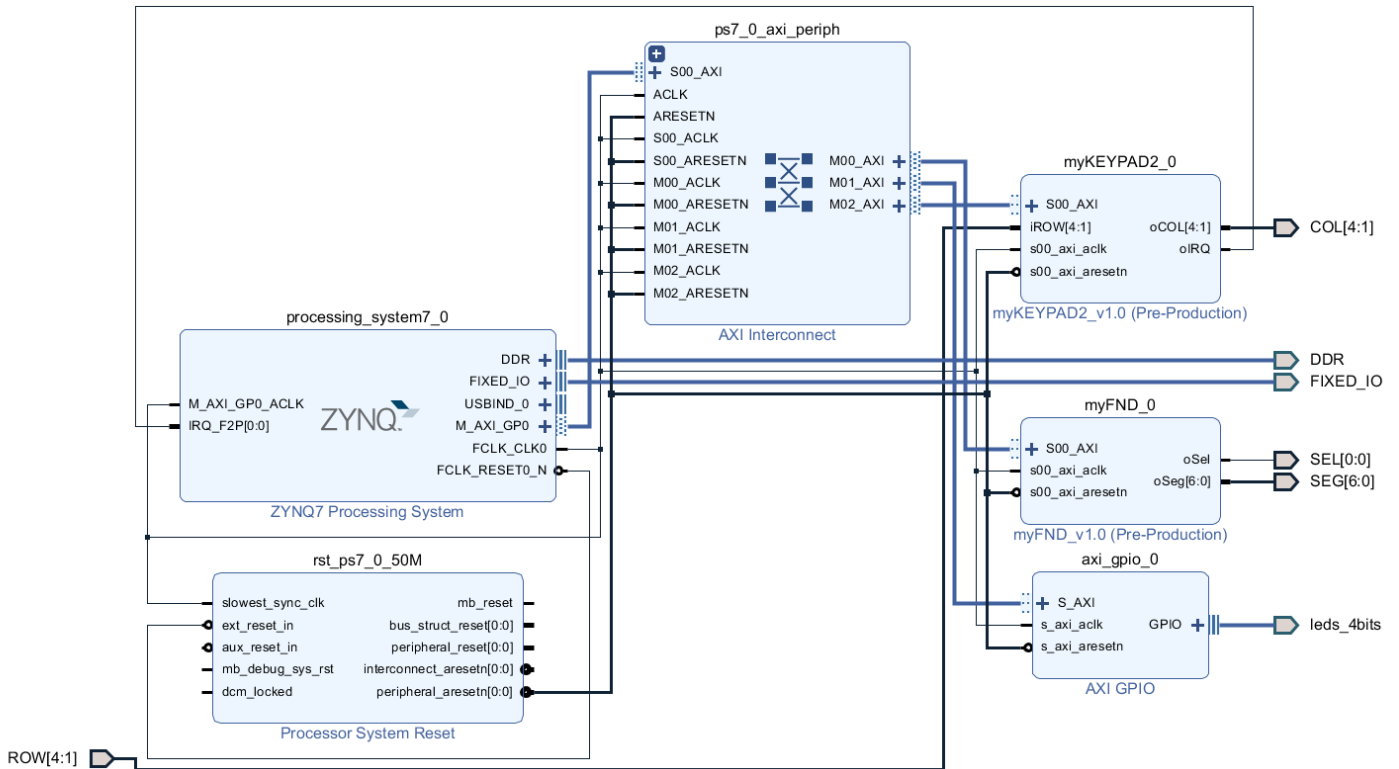 ps7_0_axi_periph
S00_AXI
ACLK
ARESETN
S00_ACLK
S00_ARESETN
M00_ACLK
M00_ARESETN
M01_ACLK
M01_ARESETN
M02_ACLK
M02_ARESETN
M00_AXI
M01_AXI
M02_AXI
AXI Interconnect
myKEYPAD2_0
S00_AXI
iROW[4:1]
s00_axi_aclk
s00_axi_aresetn
oCOL[4:1]
oIRQ
myKEYPAD2_v1.0 (Pre-Production)
COL[4:1]
processing_system7_0
M_AXI_GP0_ACLK
IRQ_F2P[0:0]
ZYNQ
DDR
FIXED_IO
USBIND_0
M_AXI_GP0
FCLK_CLK0
FCLK_RESET0_N
ZYNQ7 Processing System
DDR
FIXED_IO
myFND_0
S00_AXI
s00_axi_aclk
s00_axi_aresetn
oSel
oSeg[6:0]
myFND_v1.0 (Pre-Production)
SEL[0:0]
SEG[6:0]
rst_ps7_0_50M
slowest_sync_clk
ext_reset_in
aux_reset_in
mb_debug_sys_rst
dcm_locked
mb_reset
bus_struct_reset[0:0]
peripheral_reset[0:0]
interconnect_aresetn[0:0]
peripheral_aresetn[0:0]
Processor System Reset
axi_gpio_0
S_AXI
s_axi_aclk
s_axi_aresetn
GPIO
AXI GPIO
leds_4bits
ROW[4:1]